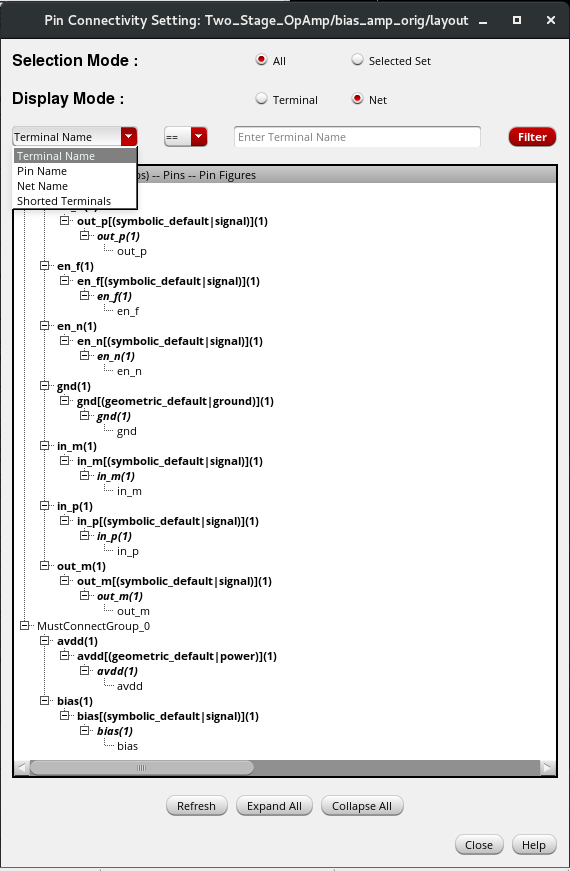 Pin Connectivity Setting: Two_Stage_OpAmp/bias_amp_orig/layout
Selection Mode : All Selected Set
Display Mode : Terminal Net
Terminal Name == Enter Terminal Name Filter
Terminal Name
Pin Name
Net Name
Shorted Terminals
-- Pins -- Pin Figures
out_p[(symbolic_default|signal)](1)
out_p(1)
out_p
en_f(1)
en_f[(symbolic_default|signal)](1)
en_f(1)
en_f
en_n(1)
en_n[(symbolic_default|signal)](1)
en_n(1)
en_n
gnd(1)
gnd[(geometric_default|ground)](1)
gnd(1)
gnd
in_m(1)
in_m[(symbolic_default|signal)](1)
in_m(1)
in_m
in_p(1)
in_p[(symbolic_default|signal)](1)
in_p(1)
in_p
out_m(1)
out_m[(symbolic_default|signal)](1)
out_m(1)
out_m
MustConnectGroup_0
avdd(1)
avdd[(geometric_default|power)](1)
avdd(1)
avdd
bias(1)
bias[(symbolic_default|signal)](1)
bias(1)
bias
Refresh Expand All Collapse All
Close Help